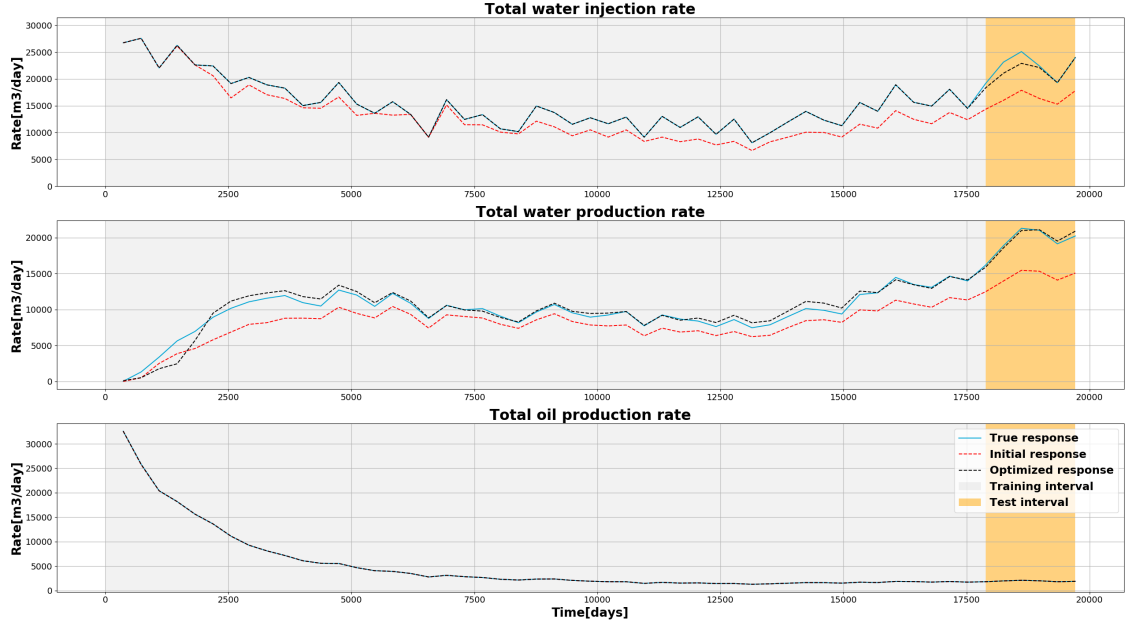 Total water injection rate
Rate[m3/day]
30000
25000
20000
15000
10000
5000
0
0 2500 5000 7500 10000 12500 15000 17500 20000
Total water production rate
Rate[m3/day]
20000
15000
10000
5000
0
0 2500 5000 7500 10000 12500 15000 17500 20000
Total oil production rate
Rate[m3/day]
30000
25000
20000
15000
10000
5000
0
True response
Initial response
Optimized response
Training interval
Test interval
0 2500 5000 7500 10000 12500 15000 17500 20000
Time[days]